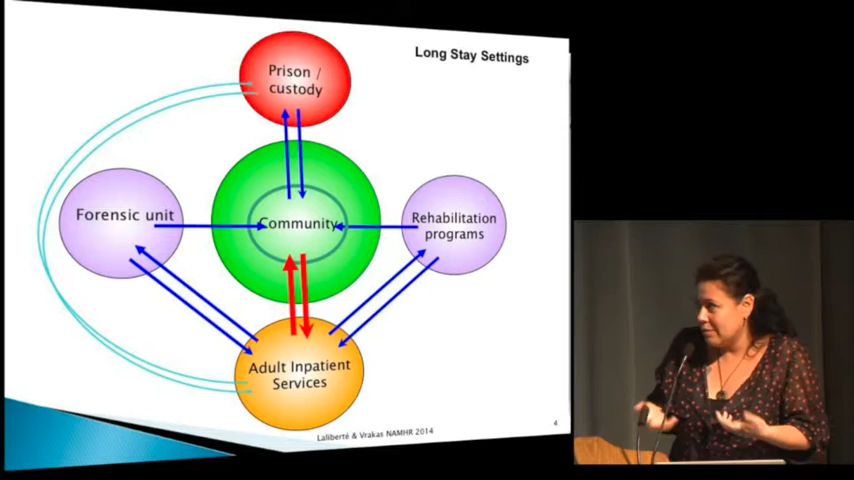 Long Stay Settings
Prison /
custody
Forensic unit
Community
Rehabilitation
programs
Adult Inpatient
Services
Laliberté & Vrakas NAMHR 2014
4